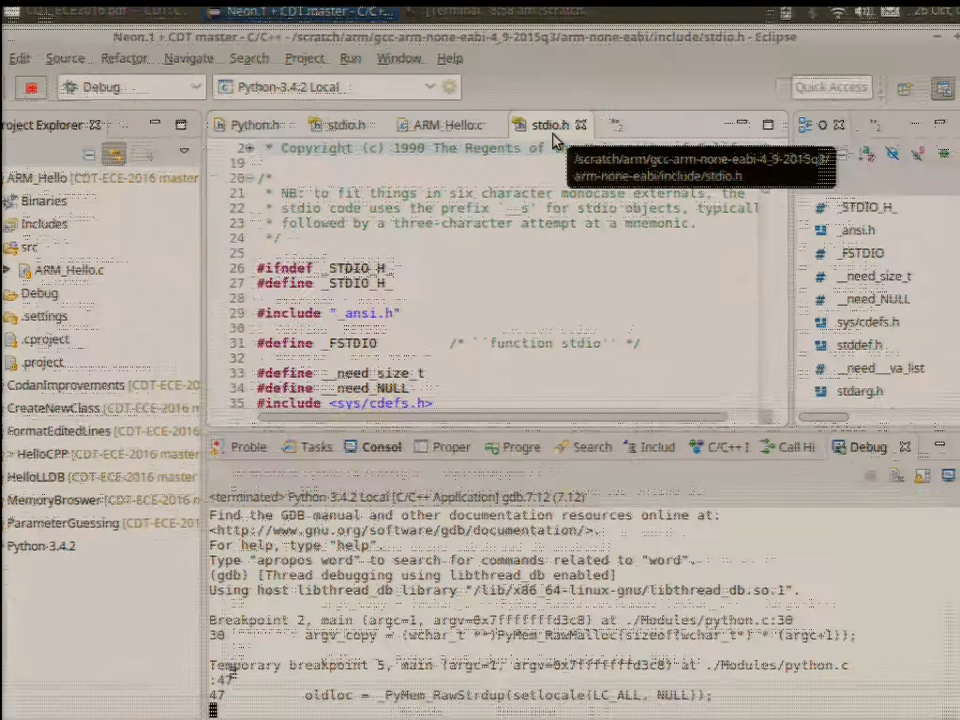 Neon.1 + CDT master - C/C++ - /scratch/arm/gcc-arm-none-eabi-4_9-2015q3/arm-none-eabi/include/stdio.h - Eclipse
Edit Source Refactor Navigate Search Project Run Window Help
Debug Python-3.4.2 Local Quick Access
Project Explorer
ARM_Hello [CDT-ECE-2016 master
Binaries
Includes
src
ARM_Hello.c
Debug
.settings
.cproject
.project
CodanImprovements [CDT-ECE-20
CreateNewClass [CDT-ECE-2016 m
FormatEditedLines [CDT-ECE-2016
> HelloCPP [CDT-ECE-2016 master
HelloLLDB [CDT-ECE-2016 master
MemoryBroswer [CDT-ECE-2016
ParameterGuessing [CDT-ECE-201
Python-3.4.2
Python.h stdio.h ARM_Hello.c stdio.h
/scratch/arm/gcc-arm-none-eabi-4_9-2015q3/
arm-none-eabi/include/stdio.h
2 * Copyright (c) 1990 The Regents of
19
20 /*
21 * NB: to fit things in six character monocase externals, the
22 * stdio code uses the prefix `__s' for stdio objects, typicall
23 * followed by a three-character attempt at a mnemonic.
24 */
25
26 #ifndef _STDIO_H_
27 #define _STDIO_H_
28
29 #include "_ansi.h"
30
31 #define _FSTDIO /* ``function stdio'' */
32
33 #define __need_size_t
34 #define __need_NULL
35 #include <sys/cdefs.h>
_STDIO_H_
_ansi.h
_FSTDIO
__need_size_t
__need_NULL
sys/cdefs.h
stddef.h
__need___va_list
stdarg.h
Proble Tasks Consol Proper Progre Search Includ C/C++ I Call Hi Debug
<terminated> Python-3.4.2 Local [C/C++ Application] gdb.7.12 (7.12)
Find the GDB manual and other documentation resources online at:
<http://www.gnu.org/software/gdb/documentation/>.
For help, type "help".
Type "apropos word" to search for commands related to "word".
(gdb) [Thread debugging using libthread_db enabled]
Using host libthread_db library "/lib/x86_64-linux-gnu/libthread_db.so.1".
Breakpoint 2, main (argc=1, argv=0x7fffffffd3c8) at ./Modules/python.c:30
30 argv_copy = (wchar_t **)PyMem_RawMalloc(sizeof(wchar_t*) * (argc+1));
Temporary breakpoint 5, main (argc=1, argv=0x7fffffffd3c8) at ./Modules/python.c
:47
47 oldloc = _PyMem_RawStrdup(setlocale(LC_ALL, NULL));